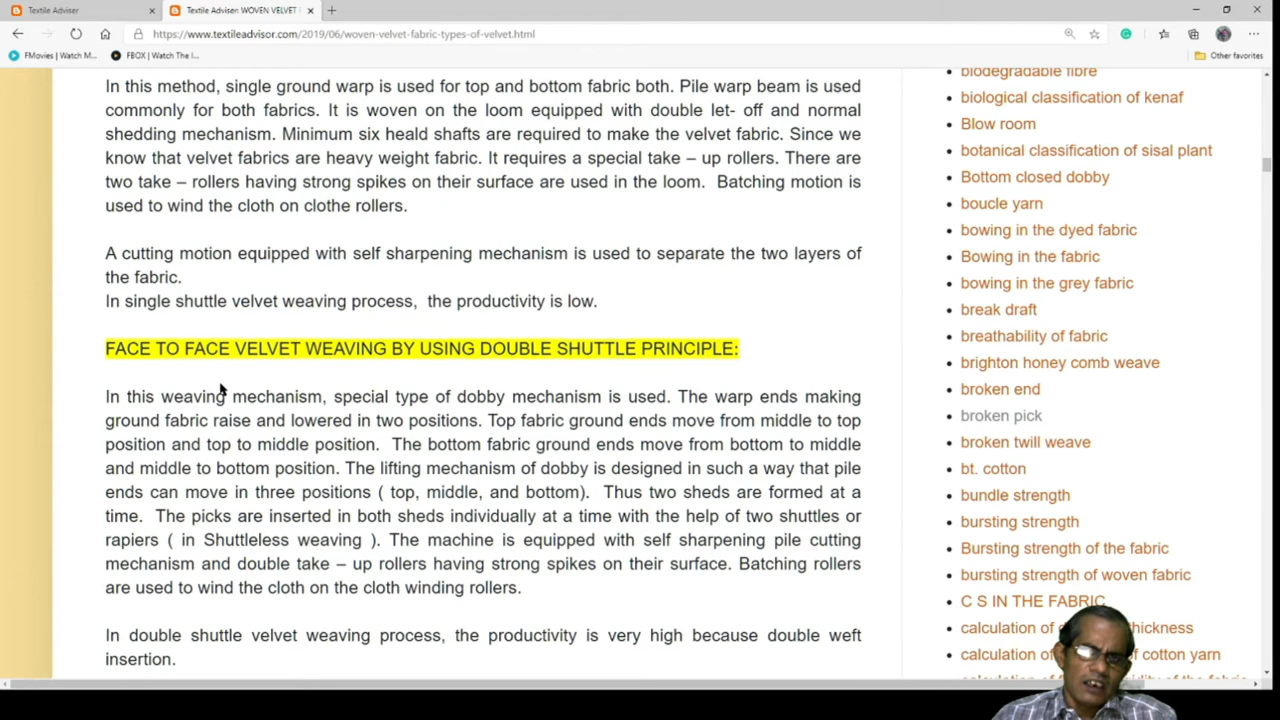 Textile Adviser
Textile Adviser: WOVEN VELVET
https://www.textileadvisor.com/2019/06/woven-velvet-fabric-types-of-velvet.html
FMovies | Watch M...
FBOX | Watch The I...
Other favorites
In this method, single ground warp is used for top and bottom fabric both. Pile warp beam is used
commonly for both fabrics. It is woven on the loom equipped with double let- off and normal
shedding mechanism. Minimum six heald shafts are required to make the velvet fabric. Since we
know that velvet fabrics are heavy weight fabric. It requires a special take – up rollers. There are
two take – rollers having strong spikes on their surface are used in the loom. Batching motion is
used to wind the cloth on clothe rollers.
A cutting motion equipped with self sharpening mechanism is used to separate the two layers of
the fabric.
In single shuttle velvet weaving process, the productivity is low.
FACE TO FACE VELVET WEAVING BY USING DOUBLE SHUTTLE PRINCIPLE:
In this weaving mechanism, special type of dobby mechanism is used. The warp ends making
ground fabric raise and lowered in two positions. Top fabric ground ends move from middle to top
position and top to middle position. The bottom fabric ground ends move from bottom to middle
and middle to bottom position. The lifting mechanism of dobby is designed in such a way that pile
ends can move in three positions ( top, middle, and bottom). Thus two sheds are formed at a
time. The picks are inserted in both sheds individually at a time with the help of two shuttles or
rapiers ( in Shuttleless weaving ). The machine is equipped with self sharpening pile cutting
mechanism and double take – up rollers having strong spikes on their surface. Batching rollers
are used to wind the cloth on the cloth winding rollers.
In double shuttle velvet weaving process, the productivity is very high because double weft
insertion.
biodegradable fibre
biological classification of kenaf
Blow room
botanical classification of sisal plant
Bottom closed dobby
boucle yarn
bowing in the dyed fabric
Bowing in the fabric
bowing in the grey fabric
break draft
breathability of fabric
brighton honey comb weave
broken end
broken pick
broken twill weave
bt. cotton
bundle strength
bursting strength
Bursting strength of the fabric
bursting strength of woven fabric
C S IN THE FABRIC
calculation of thickness
calculation of cotton yarn
calculation of of the fabric